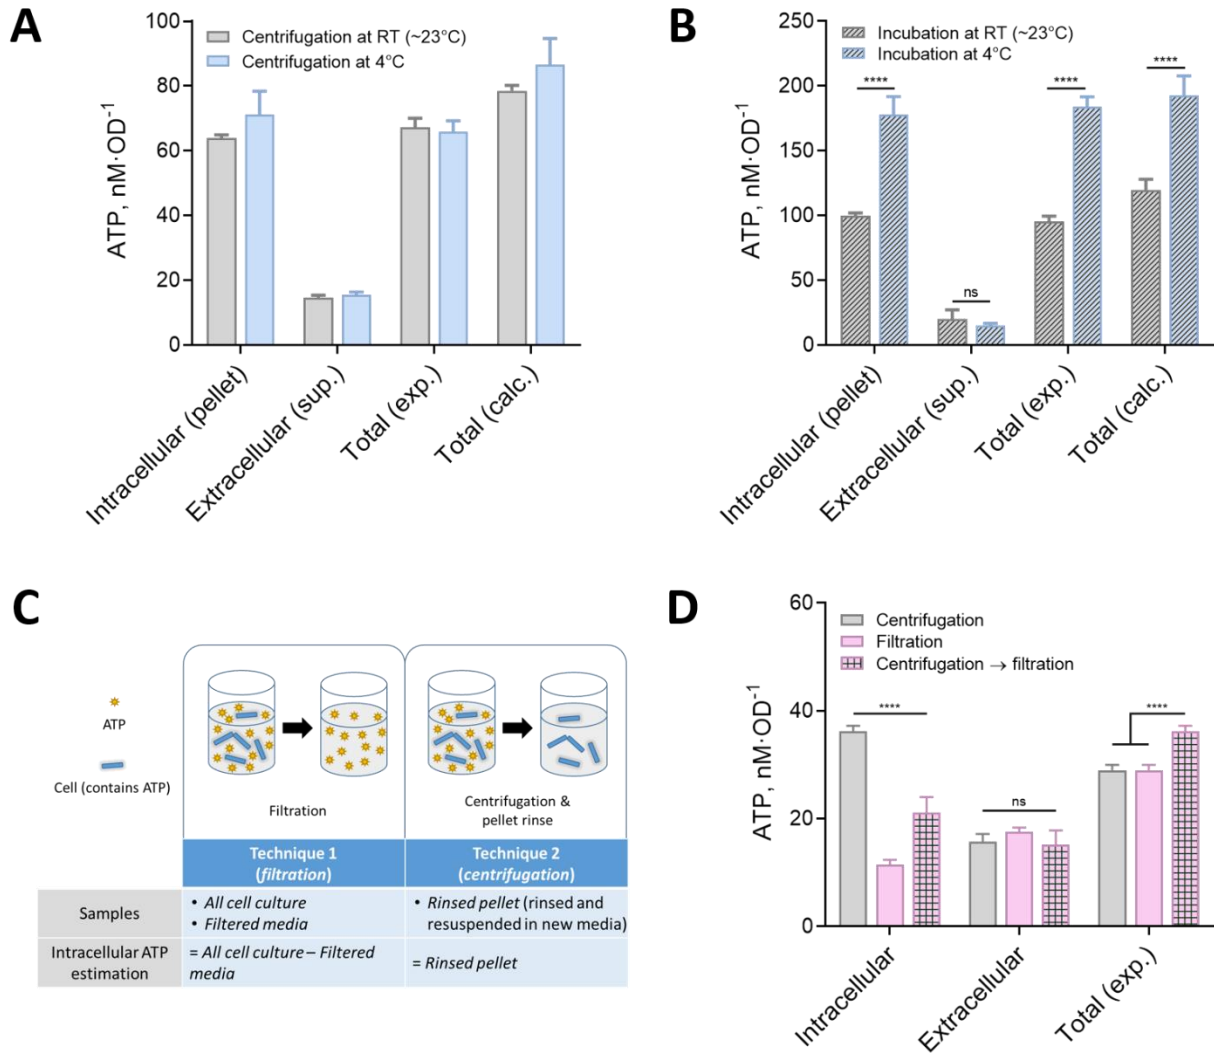 A
ATP, nM·OD⁻¹
100
80
60
40
20
0
Centrifugation at RT (~23°C)
Centrifugation at 4°C
Intracellular (pellet)
Extracellular (sup.)
Total (exp.)
Total (calc.)
B
ATP, nM·OD⁻¹
250
200
150
100
50
0
Incubation at RT (~23°C)
Incubation at 4°C
****
ns
****
****
Intracellular (pellet)
Extracellular (sup.)
Total (exp.)
Total (calc.)
C
ATP
Cell (contains ATP)
Filtration
Centrifugation &
pellet rinse
Technique 1
(filtration)
Technique 2
(centrifugation)
Samples
• All cell culture
• Filtered media
• Rinsed pellet (rinsed and
resuspended in new media)
Intracellular ATP
estimation
= All cell culture – Filtered
media
= Rinsed pellet
D
ATP, nM·OD⁻¹
60
40
20
0
Centrifugation
Filtration
Centrifugation → filtration
****
ns
****
Intracellular
Extracellular
Total (exp.)